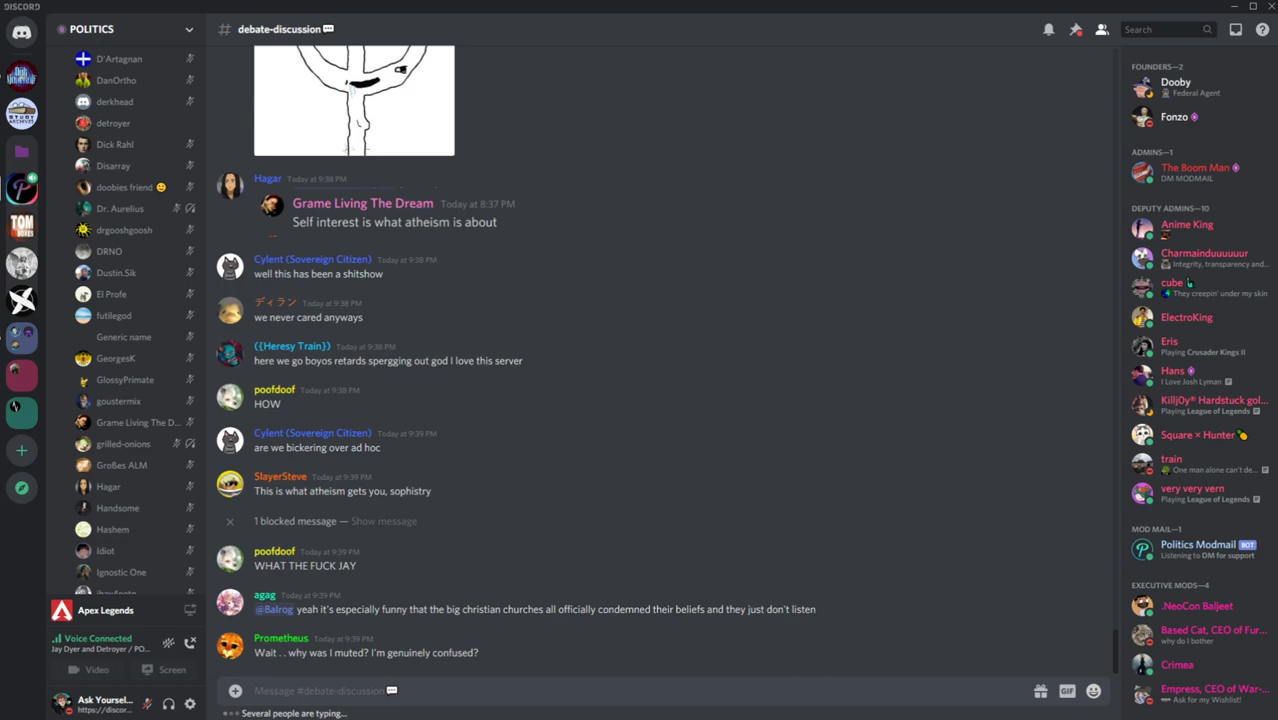 DISCORD
POLITICS
D'Artagnan
DanOrtho
derkhead
detroyer
Dick Rahl
Disarray
doobies friend
Dr. Aurelius
drgooshgoosh
DRNO
Dustin.Sik
El Profe
futilegod
Generic name
GeorgesK
GlossyPrimate
goustermix
Grame Living The D...
grilled-onions
Großes ALM
Hagar
Handsome
Hashem
Idiot
Ignostic One
Apex Legends
Voice Connected
Jay Dyer and Detroyer / PO...
Video Screen
Ask Yoursel...
https://discor...
STUDY
ARCHIVES
TOM
# debate-discussion
Search
Hagar Today at 9:38 PM
Grame Living The Dream Today at 8:37 PM
Self interest is what atheism is about
Cylent (Sovereign Citizen) Today at 9:38 PM
well this has been a shitshow
ディラン Today at 9:38 PM
we never cared anyways
({Heresy Train}) Today at 9:38 PM
here we go boyos retards spergging out god I love this server
poofdoof Today at 9:38 PM
HOW
Cylent (Sovereign Citizen) Today at 9:39 PM
are we bickering over ad hoc
SlayerSteve Today at 9:39 PM
This is what atheism gets you, sophistry
1 blocked message — Show message
poofdoof Today at 9:39 PM
WHAT THE FUCK JAY
agag Today at 9:39 PM
@Balrog yeah it's especially funny that the big christian churches all officially condemned their beliefs and they just don't listen
Prometheus Today at 9:39 PM
Wait . . why was I muted? I'm genuinely confused?
Message #debate-discussion
GIF
Several people are typing...
FOUNDERS—2
Dooby
Federal Agent
Fonzo
ADMINS—1
The Boom Man
DM MODMAIL
DEPUTY ADMINS—10
Anime King
Charmainduuuuuur
Integrity, transparency and...
cube
They creepin' under my skin
ElectroKing
Eris
Playing Crusader Kings II
Hans
I Love Josh Lyman
Killj0y® Hardstuck gol...
Playing League of Legends
Square × Hunter
train
One man alone can't de...
very very vern
Playing League of Legends
MOD MAIL—1
Politics Modmail BOT
Listening to DM for support
EXECUTIVE MODS—4
.NeoCon Baljeet
Based Cat, CEO of Fur...
why do I bother
Crimea
Empress, CEO of War-...
Ask for my Wishlist!